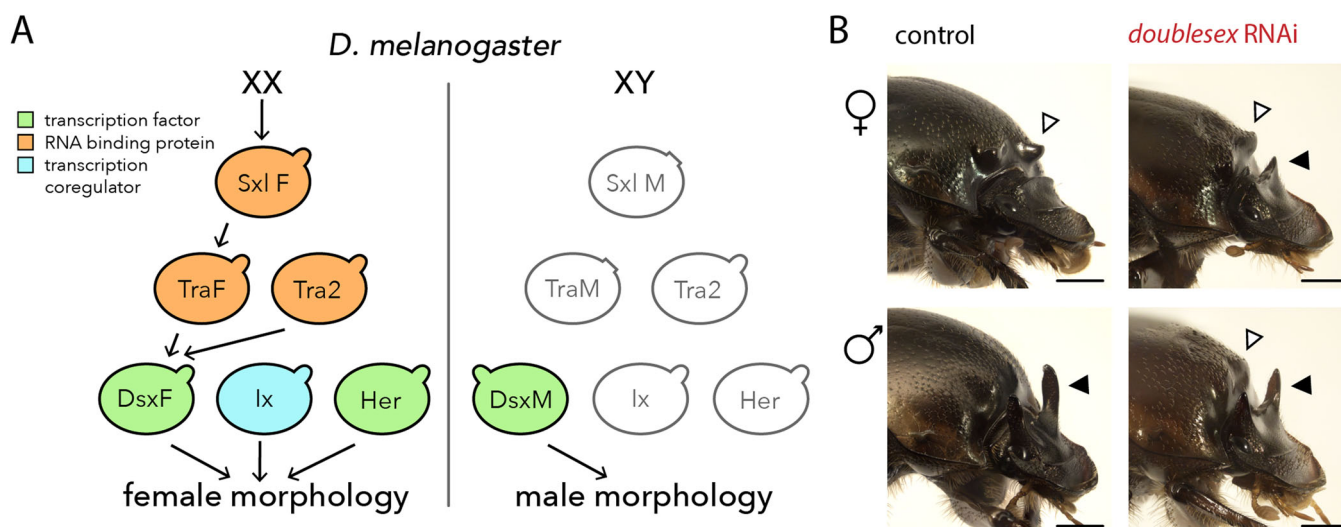 A
D. melanogaster
XX
XY
transcription factor
RNA binding protein
transcription
coregulator
Sxl F
Sxl M
TraF
Tra2
TraM
Tra2
DsxF
Ix
Her
DsxM
Ix
Her
female morphology
male morphology
B
control
doublesex RNAi
♀
♂